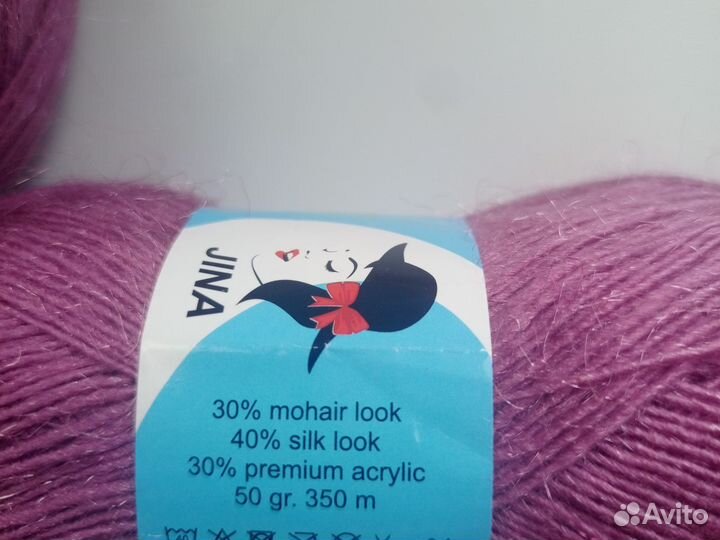 JINA
30% mohair look
40% silk look
30% premium acrylic
50 gr. 350 m
Avito